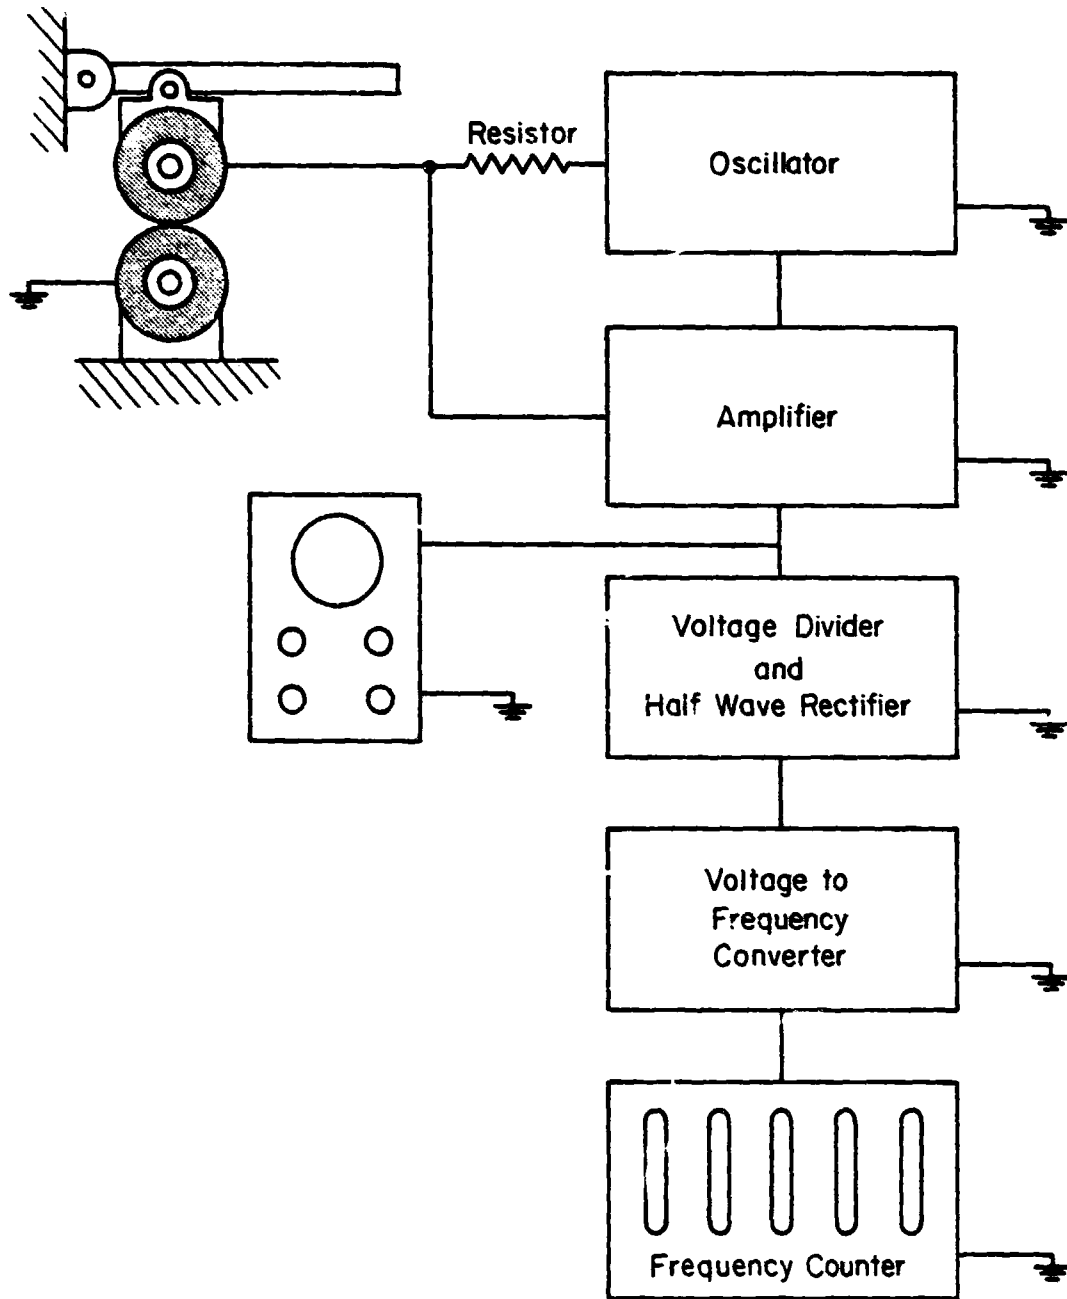 Resistor
Oscillator
Amplifier
Voltage Divider
and
Half Wave Rectifier
Voltage to
Frequency
Converter
Frequency Counter